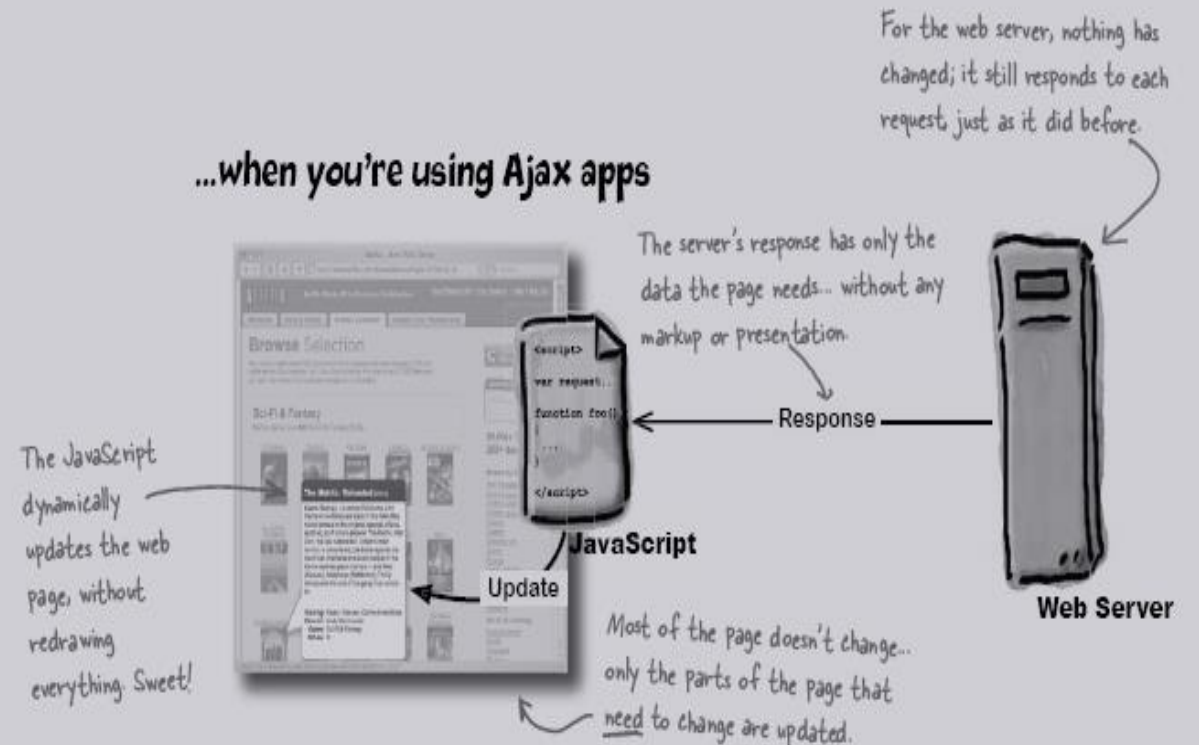 For the web server, nothing has
changed; it still responds to each
request just as it did before.
...when you're using Ajax apps
The server's response has only the
data the page needs... without any
markup or presentation.
Browse Selection
Sci-Fi & Fantasy
<script>
var request...
function foo()
{
...
}
</script>
Response
The JavaScript
dynamically
updates the web
page, without
redrawing
everything. Sweet!
The Matrix: Reloaded
JavaScript
Update
Web Server
Most of the page doesn't change...
only the parts of the page that
need to change are updated.